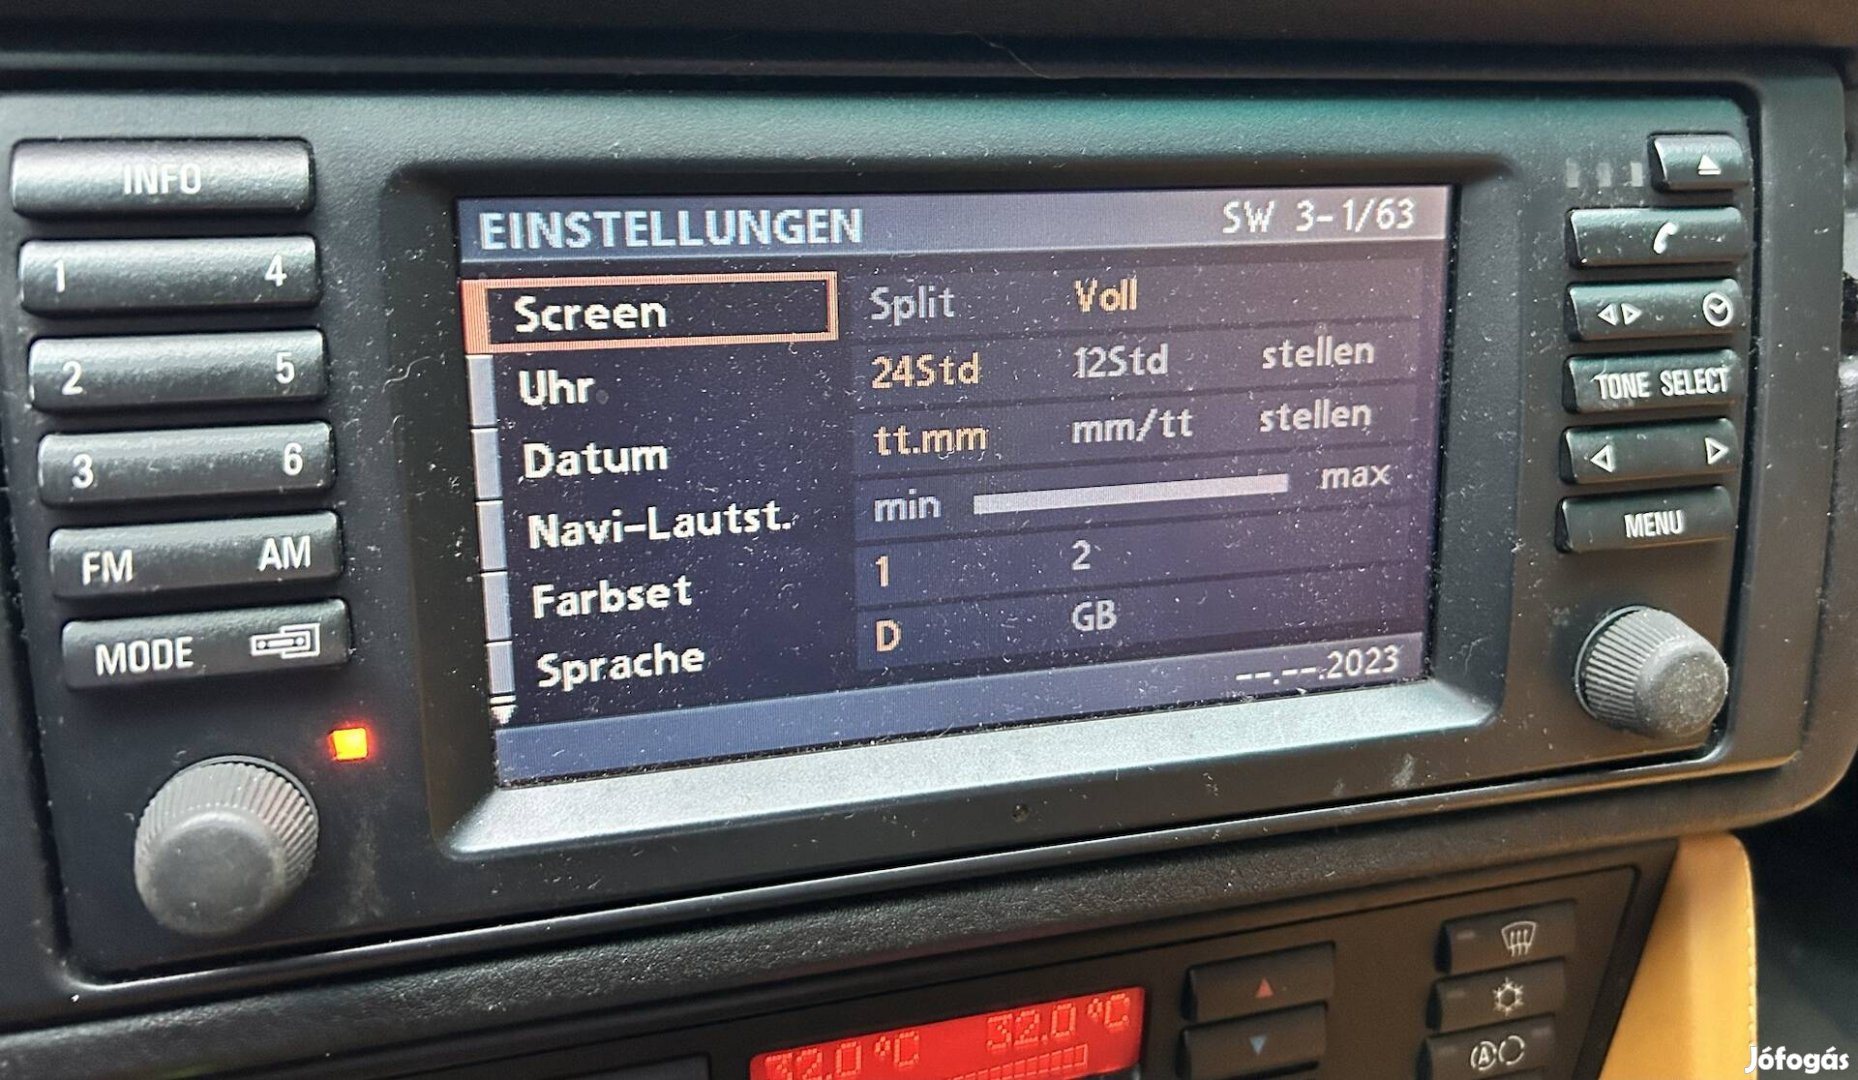 INFO
1 4
2 5
3 6
FM AM
MODE
EINSTELLUNGEN SW 3-1/63
Screen Split Voll
Uhr 24Std 12Std stellen
Datum tt.mm mm/tt stellen
Navi-Lautst. min max
Farbset 1 2
Sprache D GB
--.--.2023
TONE SELECT
MENU
32.0 °C 32.0 °C
A
Jófogás